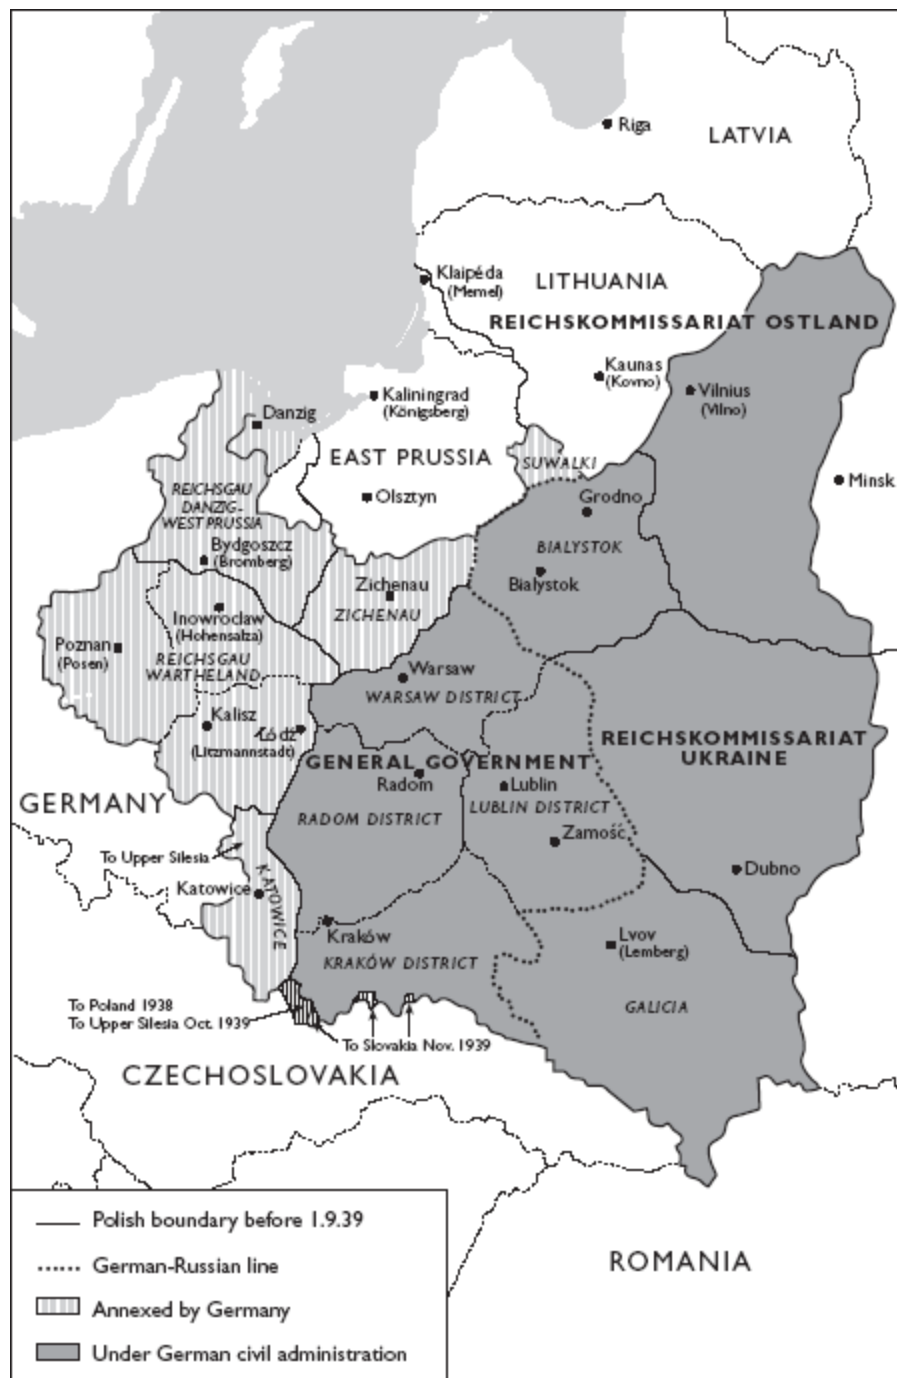 Riga
LATVIA
Klaipéda
(Memel)
LITHUANIA
REICHSKOMMISSARIAT OSTLAND
Kaunas
(Kovno)
Vilnius
(Vilno)
Kaliningrad
(Königsberg)
Danzig
EAST PRUSSIA
SUWALKI
Minsk
REICHSGAU
DANZIG-
WEST PRUSSIA
Olsztyn
Grodno
BIALYSTOK
Bydgoszcz
(Bromberg)
Białystok
Zichenau
ZICHENAU
Inowrocław
(Hohensalza)
Poznan
(Posen)
REICHSGAU
WARTHELAND
Warsaw
WARSAW DISTRICT
Kalisz
Łódź
(Litzmannstadt)
REICHSKOMMISSARIAT
UKRAINE
GENERAL GOVERNMENT
Radom
Lublin
GERMANY
RADOM DISTRICT
LUBLIN DISTRICT
Zamość
To Upper Silesia
Dubno
Katowice
KATOWICE
Kraków
KRAKÓW DISTRICT
Lvov
(Lemberg)
GALICIA
To Poland 1938
To Upper Silesia Oct. 1939
To Slovakia Nov. 1939
CZECHOSLOVAKIA
ROMANIA
Polish boundary before 1.9.39
German-Russian line
Annexed by Germany
Under German civil administration